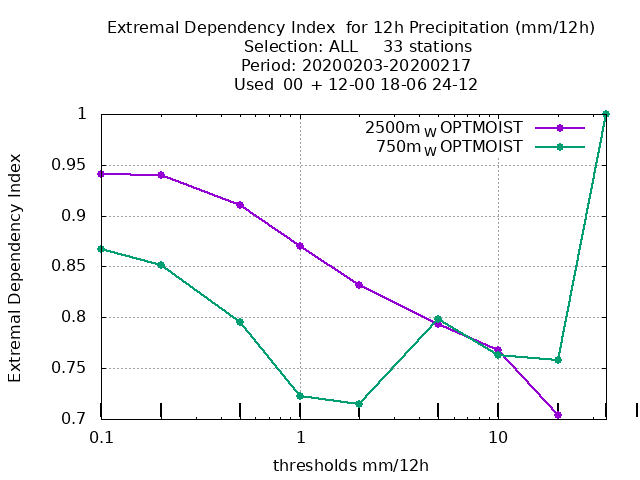 Extremal Dependency Index  for 12h Precipitation (mm/12h)
Selection: ALL     33 stations
Period: 20200203-20200217
Used  00  + 12-00 18-06 24-12
2500m W OPTMOIST
750m W OPTMOIST
1
0.95
0.9
0.85
0.8
0.75
0.7
Extremal Dependency Index
0.1 1 10
thresholds mm/12h